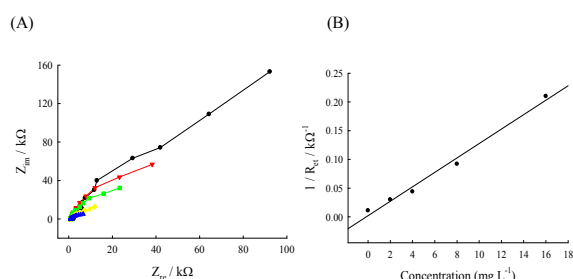 (A)
(B)
160
120
80
40
0
Z_im / kΩ
0 20 40 60 80 100
Z_re / kΩ
0.25
0.20
0.15
0.10
0.05
0.00
1 / R_et / kΩ⁻¹
0 2 4 6 8 10 12 14 16 18
Concentration (mg L⁻¹)